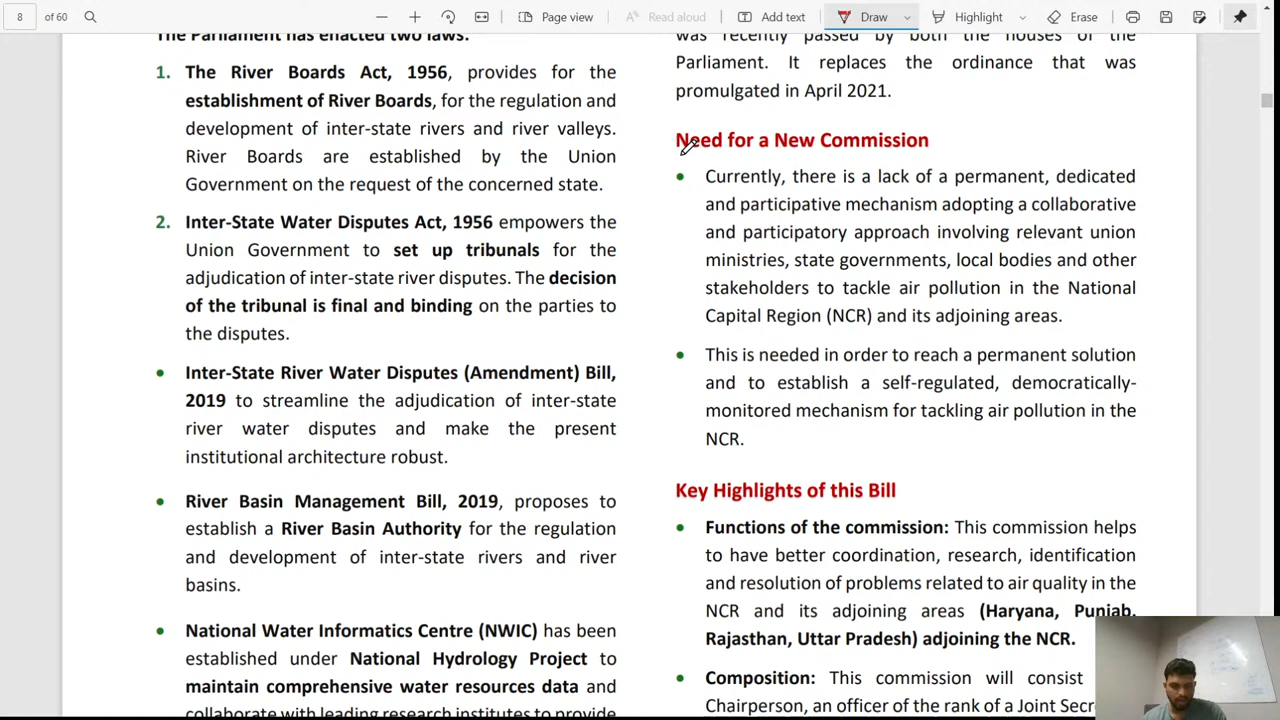 8 of 60
Page view
Read aloud
Add text
Draw
Highlight
Erase
The Parliament has enacted two laws:
1. The River Boards Act, 1956, provides for the
establishment of River Boards, for the regulation and
development of inter-state rivers and river valleys.
River Boards are established by the Union
Government on the request of the concerned state.
2. Inter-State Water Disputes Act, 1956 empowers the
Union Government to set up tribunals for the
adjudication of inter-state river disputes. The decision
of the tribunal is final and binding on the parties to
the disputes.
• Inter-State River Water Disputes (Amendment) Bill,
2019 to streamline the adjudication of inter-state
river water disputes and make the present
institutional architecture robust.
• River Basin Management Bill, 2019, proposes to
establish a River Basin Authority for the regulation
and development of inter-state rivers and river
basins.
• National Water Informatics Centre (NWIC) has been
established under National Hydrology Project to
maintain comprehensive water resources data and
collaborate with leading research institutes to provide
was recently passed by both the houses of the
Parliament. It replaces the ordinance that was
promulgated in April 2021.
Need for a New Commission
• Currently, there is a lack of a permanent, dedicated
and participative mechanism adopting a collaborative
and participatory approach involving relevant union
ministries, state governments, local bodies and other
stakeholders to tackle air pollution in the National
Capital Region (NCR) and its adjoining areas.
• This is needed in order to reach a permanent solution
and to establish a self-regulated, democratically-
monitored mechanism for tackling air pollution in the
NCR.
Key Highlights of this Bill
• Functions of the commission: This commission helps
to have better coordination, research, identification
and resolution of problems related to air quality in the
NCR and its adjoining areas (Haryana, Punjab,
Rajasthan, Uttar Pradesh) adjoining the NCR.
• Composition: This commission will consist
Chairperson, an officer of the rank of a Joint Secr